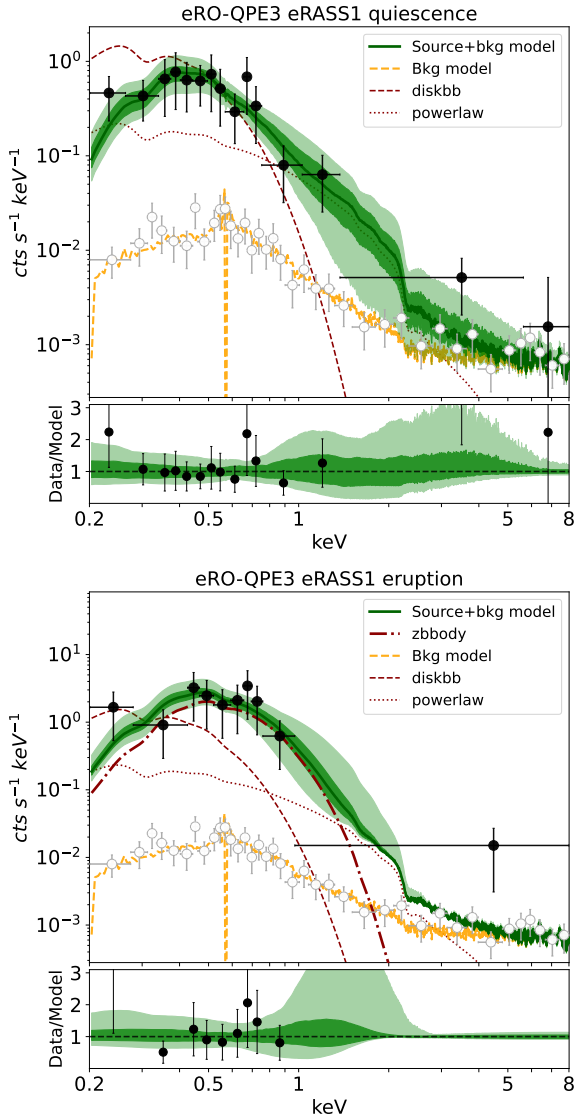 eRO-QPE3 eRASS1 quiescence
Source+bkg model
Bkg model
diskbb
powerlaw
cts s⁻¹ keV⁻¹
10⁰
10⁻¹
10⁻²
10⁻³
Data/Model
3
2
1
0.2 0.5 1 2 5 8
keV
eRO-QPE3 eRASS1 eruption
Source+bkg model
zbbody
Bkg model
diskbb
powerlaw
cts s⁻¹ keV⁻¹
10¹
10⁰
10⁻¹
10⁻²
10⁻³
Data/Model
3
2
1
0.2 0.5 1 2 5 8
keV